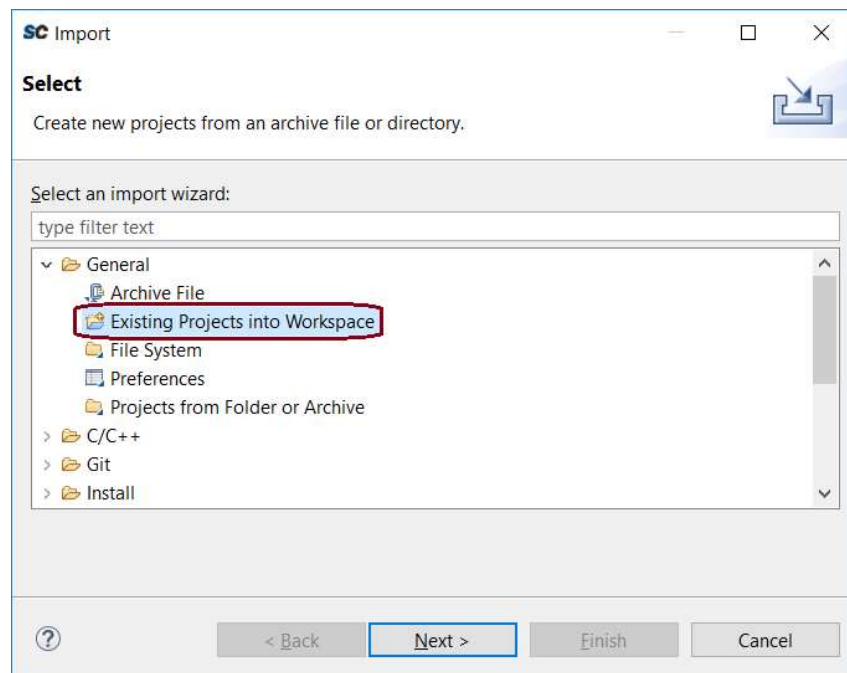 SC Import
Select
Create new projects from an archive file or directory.
Select an import wizard:
type filter text
General
Archive File
Existing Projects into Workspace
File System
Preferences
Projects from Folder or Archive
C/C++
Git
Install
? < Back Next > Finish Cancel